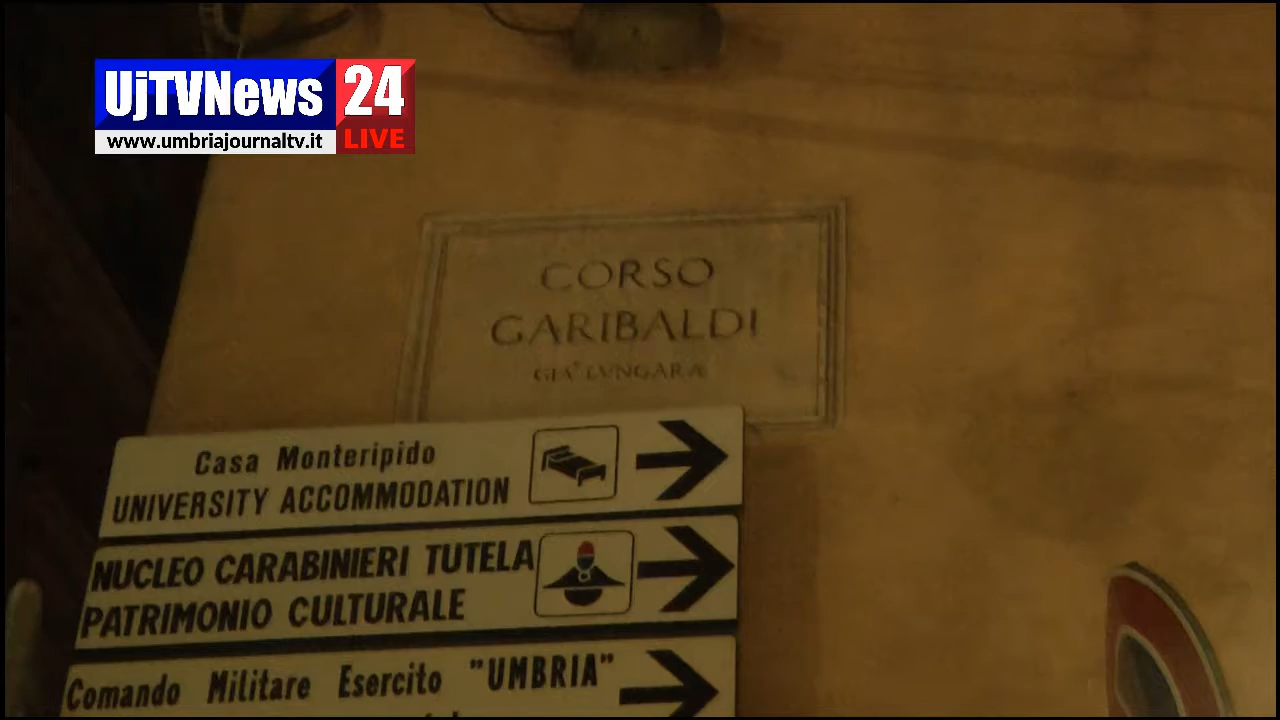 UjTVNews 24
www.umbriajournaltv.it LIVE
CORSO
GARIBALDI
GIA' LVNGARA
Casa Monteripido
UNIVERSITY ACCOMMODATION
NUCLEO CARABINIERI TUTELA
PATRIMONIO CULTURALE
Comando Militare Esercito "UMBRIA"